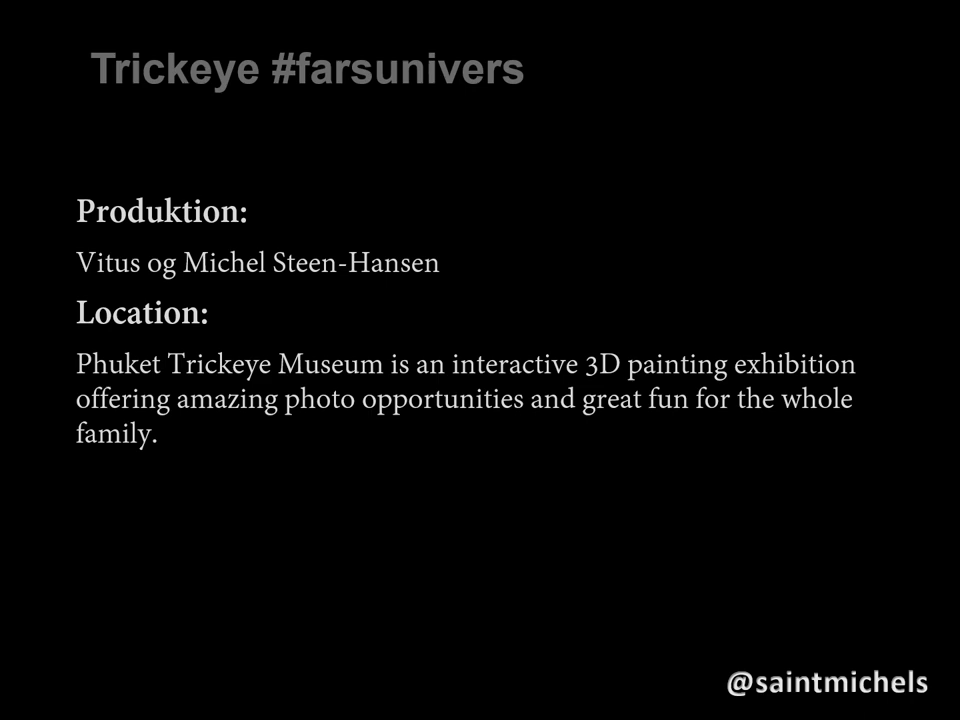 Trickeye #farsunivers
Produktion:
Vitus og Michel Steen-Hansen
Location:
Phuket Trickeye Museum is an interactive 3D painting exhibition
offering amazing photo opportunities and great fun for the whole
family.
@saintmichels